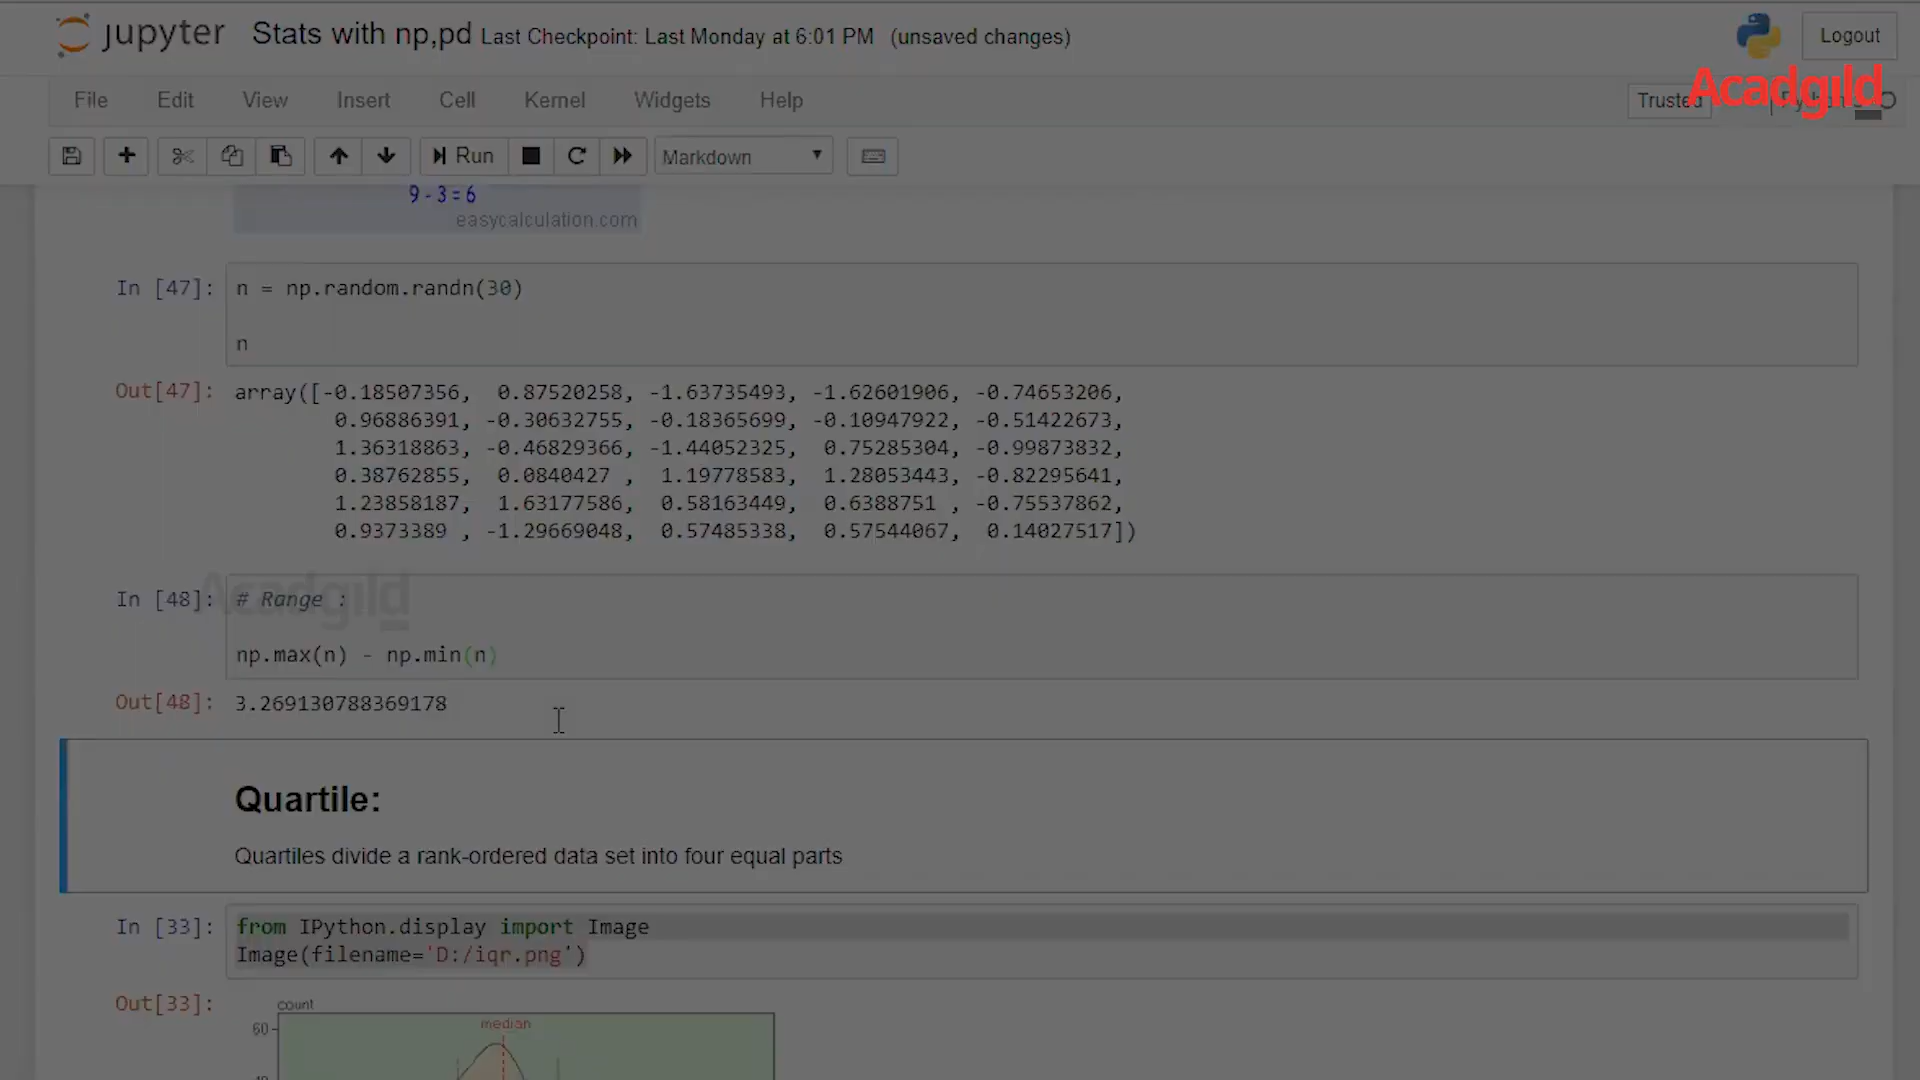 jupyter Stats with np,pd Last Checkpoint: Last Monday at 6:01 PM (unsaved changes)
Logout
File Edit View Insert Cell Kernel Widgets Help
Trusted
Acadgild
Run Markdown
9 - 3 = 6
easycalculation.com
In [47]: n = np.random.randn(30)
n
Out[47]: array([-0.18507356, 0.87520258, -1.63735493, -1.62601906, -0.74653206,
0.96886391, -0.30632755, -0.18365699, -0.10947922, -0.51422673,
1.36318863, -0.46829366, -1.44052325, 0.75285304, -0.99873832,
0.38762855, 0.0840427 , 1.19778583, 1.28053443, -0.82295641,
1.23858187, 1.63177586, 0.58163449, 0.6388751 , -0.75537862,
0.9373389 , -1.29669048, 0.57485338, 0.57544067, 0.14027517])
Acadgild
In [48]: # Range :
np.max(n) - np.min(n)
Out[48]: 3.269130788369178
Quartile:
Quartiles divide a rank-ordered data set into four equal parts
In [33]: from IPython.display import Image
Image(filename='D:/iqr.png')
Out[33]:
count
60
median